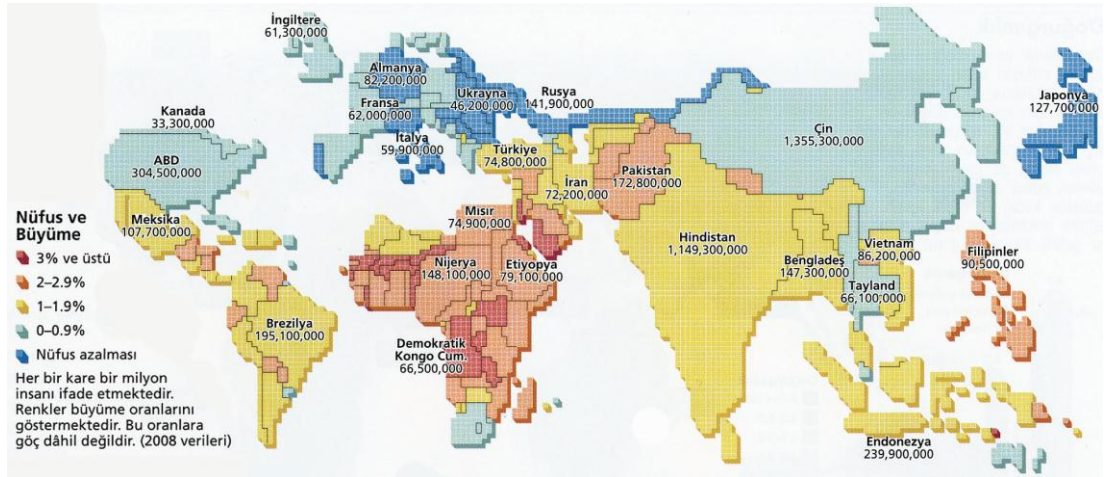 İngiltere
61,300,000
Almanya
82,200,000
Fransa
62,000,000
Ukrayna
46,200,000
Rusya
141,900,000
Japonya
127,700,000
Kanada
33,300,000
İtalya
59,900,000
Çin
1,355,300,000
ABD
304,500,000
Türkiye
74,800,000
Pakistan
172,800,000
İran
72,200,000
Nüfus ve
Büyüme
3% ve üstü
2–2.9%
1–1.9%
0–0.9%
Nüfus azalması
Her bir kare bir milyon
insanı ifade etmektedir.
Renkler büyüme oranlarını
göstermektedir. Bu oranlara
göç dâhil değildir. (2008 verileri)
Meksika
107,700,000
Mısır
74,900,000
Hindistan
1,149,300,000
Nijerya
148,100,000
Etiyopya
79,100,000
Bengladeş
147,300,000
Vietnam
86,200,000
Filipinler
90,500,000
Tayland
66,100,000
Brezilya
195,100,000
Demokratik
Kongo Cum.
66,500,000
Endonezya
239,900,000